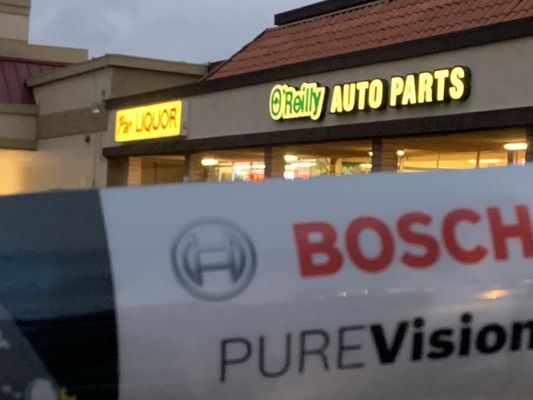 LIQUOR
O'Reilly AUTO PARTS
BOSCH
PUREVision